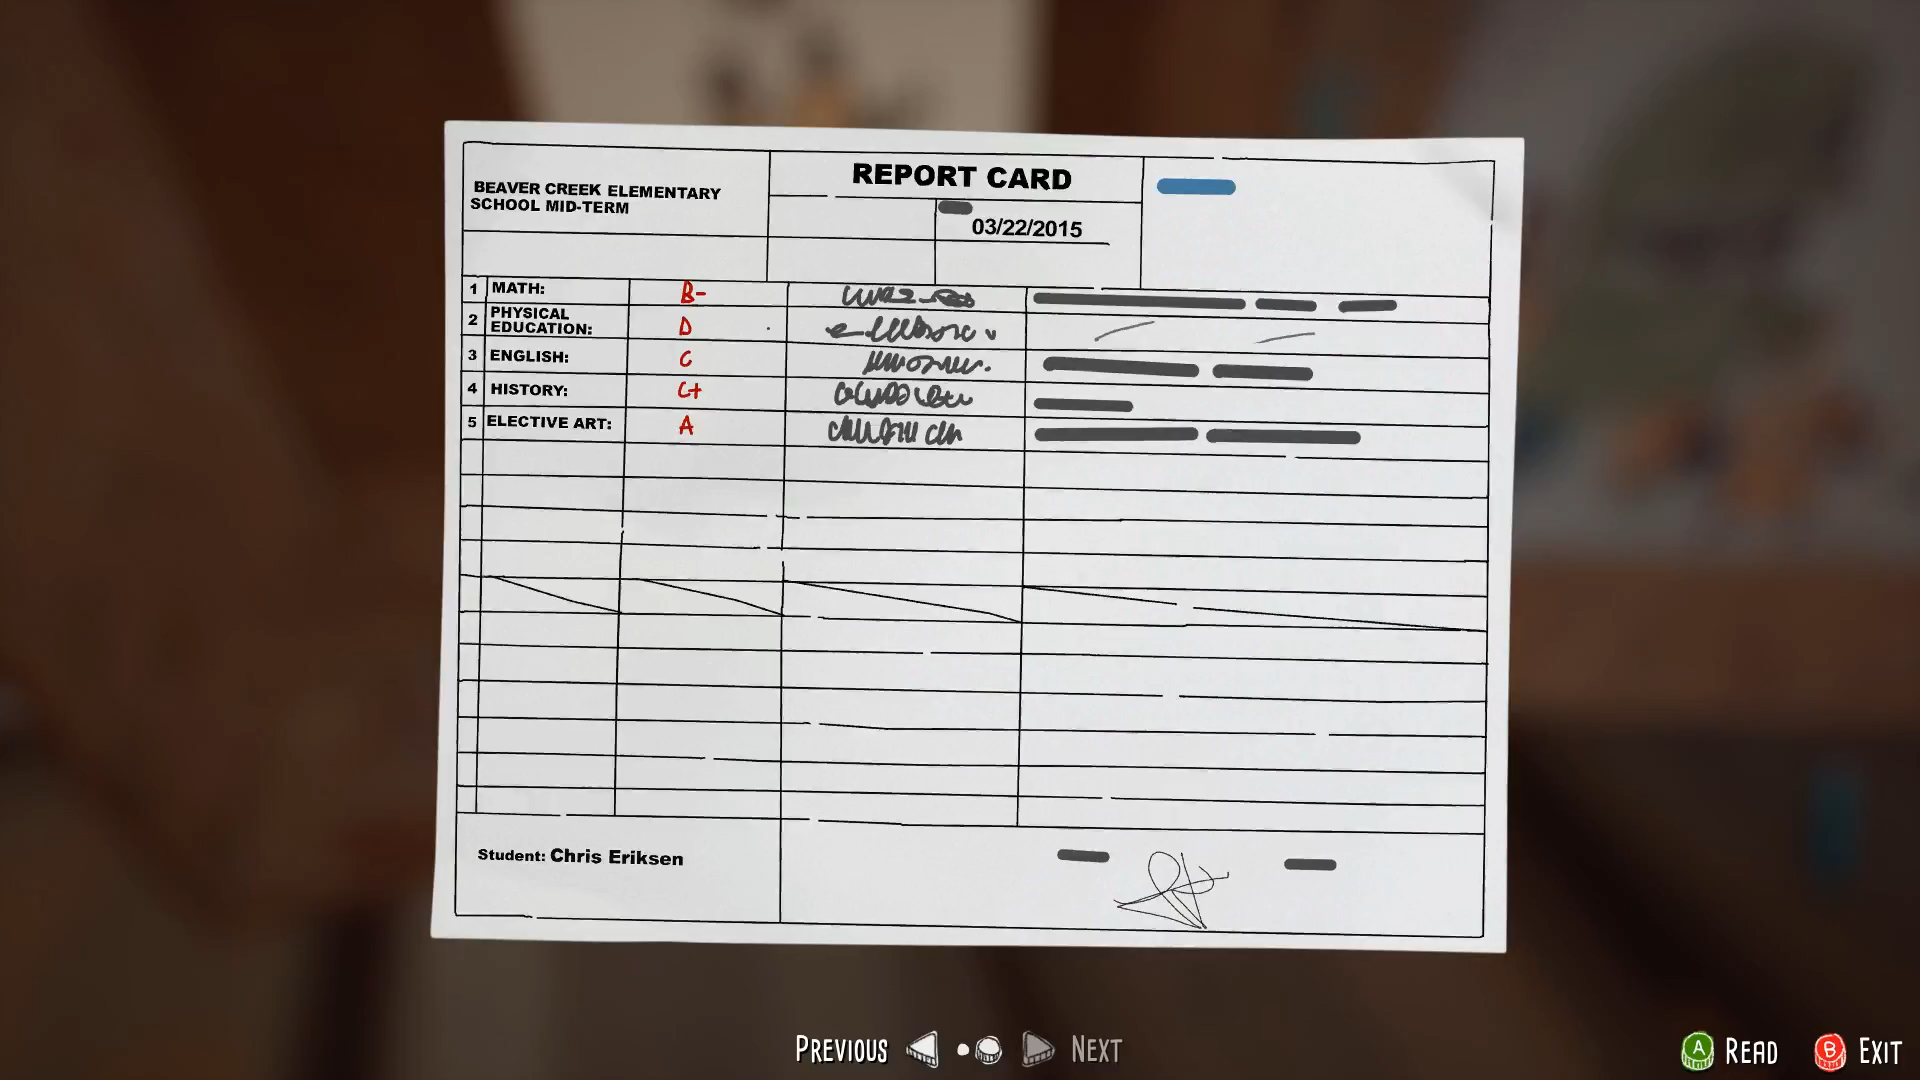 REPORT CARD
BEAVER CREEK ELEMENTARY
SCHOOL MID-TERM
03/22/2015
1 MATH: B-
2 PHYSICAL
EDUCATION: D
3 ENGLISH: C
4 HISTORY: C+
5 ELECTIVE ART: A
Student: Chris Eriksen
PREVIOUS NEXT
A READ B EXIT